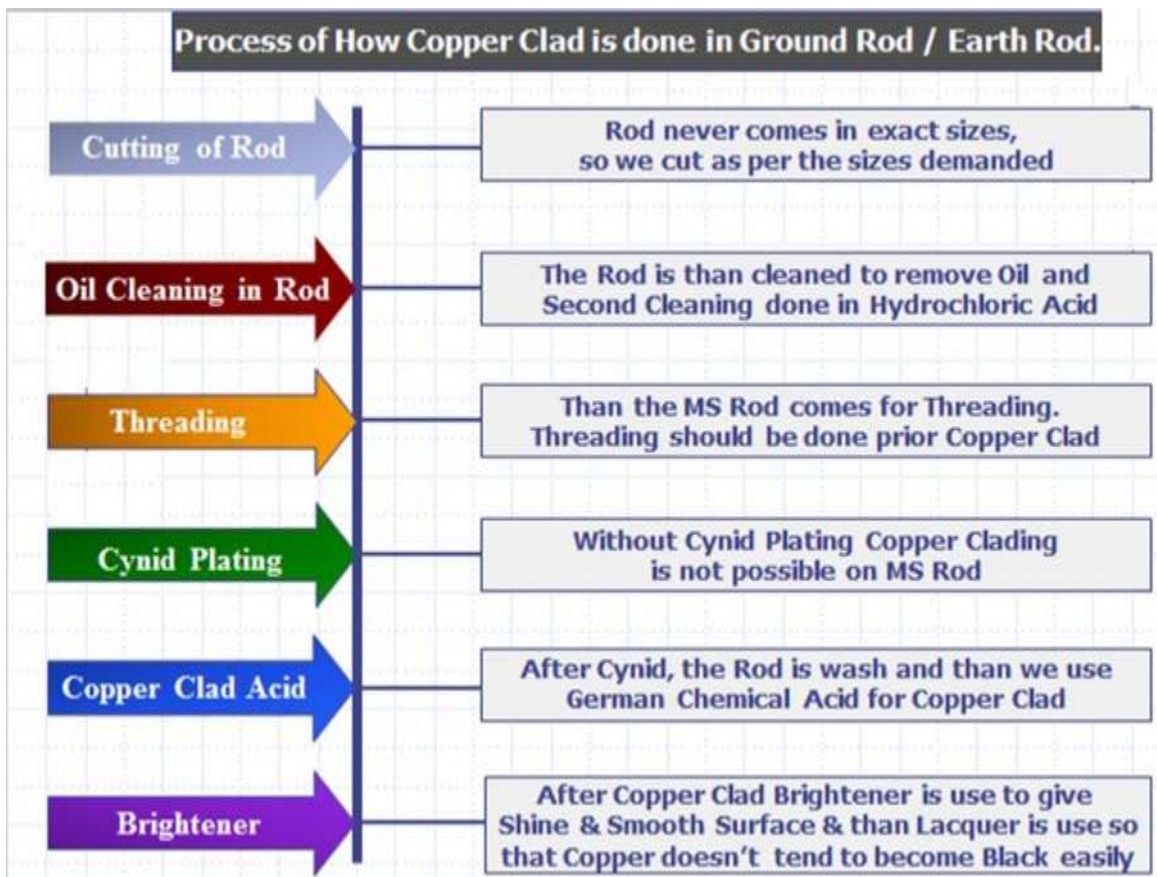 Process of How Copper Clad is done in Ground Rod / Earth Rod.
Cutting of Rod
Rod never comes in exact sizes,
so we cut as per the sizes demanded
Oil Cleaning in Rod
The Rod is than cleaned to remove Oil and
Second Cleaning done in Hydrochloric Acid
Threading
Than the MS Rod comes for Threading.
Threading should be done prior Copper Clad
Cynid Plating
Without Cynid Plating Copper Clading
is not possible on MS Rod
Copper Clad Acid
After Cynid, the Rod is wash and than we use
German Chemical Acid for Copper Clad
Brightener
After Copper Clad Brightener is use to give
Shine & Smooth Surface & than Lacquer is use so
that Copper doesn't tend to become Black easily